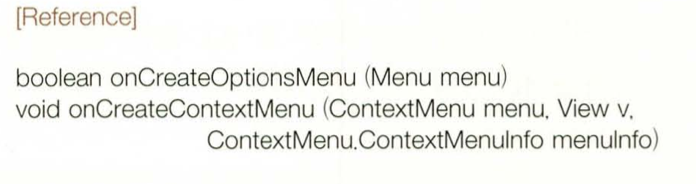 [Reference]
boolean onCreateOptionsMenu (Menu menu)
void onCreateContextMenu (ContextMenu menu, View v,
ContextMenu.ContextMenuInfo menuInfo)